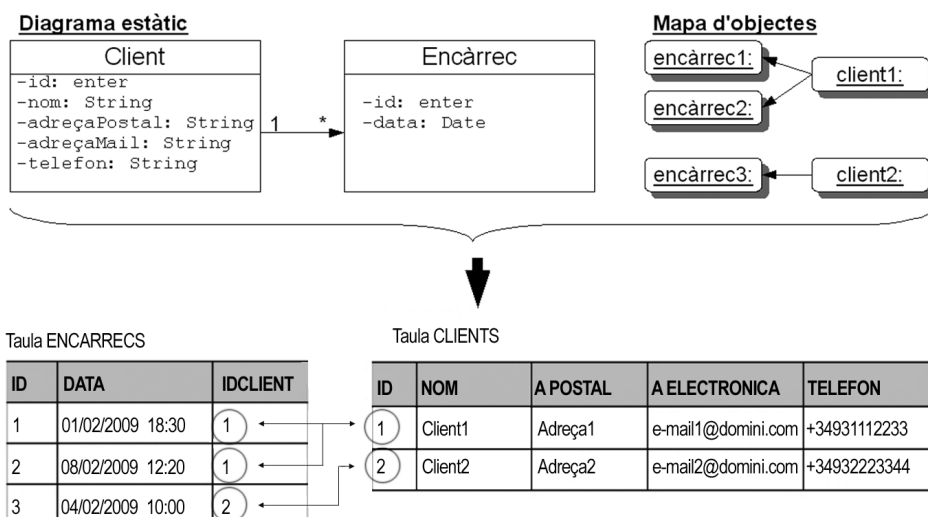 Diagrama estàtic
Client
-id: enter
-nom: String
-adreçaPostal: String
-adreçaMail: String
-telefon: String
1
*
Encàrrec
-id: enter
-data: Date
Mapa d'objectes
encàrrec1:
client1:
encàrrec2:
encàrrec3:
client2:
Taula ENCARRECS
ID DATA IDCLIENT
1 01/02/2009 18:30 1
2 08/02/2009 12:20 1
3 04/02/2009 10:00 2
Taula CLIENTS
ID NOM A POSTAL A ELECTRONICA TELEFON
1 Client1 Adreça1 e-mail1@domini.com +34931112233
2 Client2 Adreça2 e-mail2@domini.com +34932223344